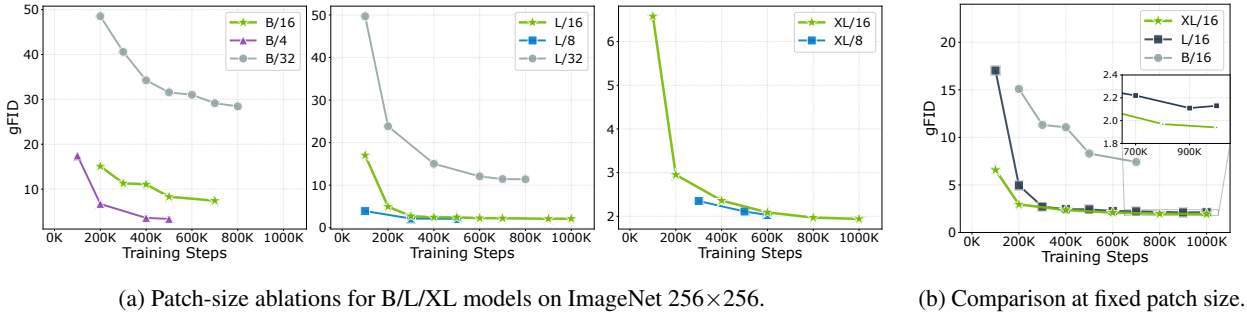 gFID
50
40
30
20
10
0K
200K
400K
600K
800K
1000K
Training Steps
B/16
B/4
B/32
50
40
30
20
10
0
0K
200K
400K
600K
800K
1000K
Training Steps
L/16
L/8
L/32
6
5
4
3
2
0K
200K
400K
600K
800K
1000K
Training Steps
XL/16
XL/8
(a) Patch-size ablations for B/L/XL models on ImageNet 256×256.
gFID
20
15
10
5
0
0K
200K
400K
600K
800K
1000K
Training Steps
XL/16
L/16
B/16
2.4
2.2
2.0
1.8
700K
900K
(b) Comparison at fixed patch size.